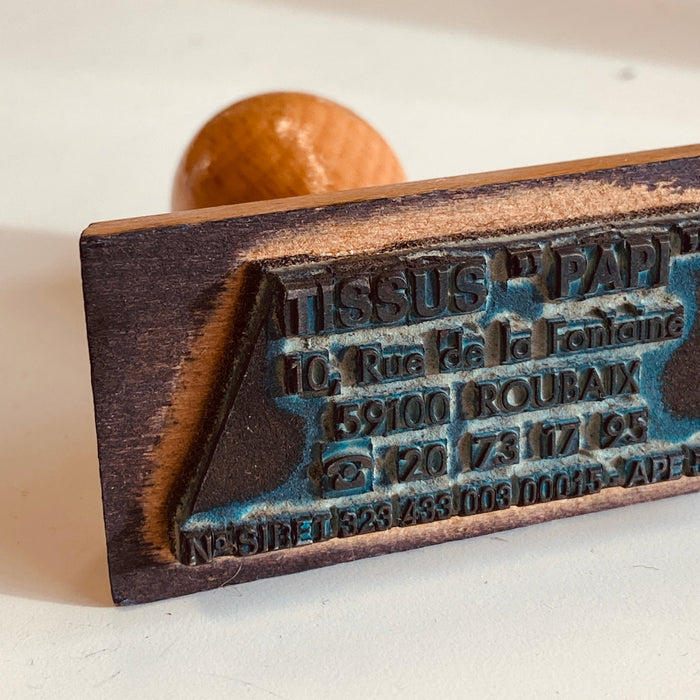 TISSUS "PAPI"
10, Rue de la Fontaine
59100 ROUBAIX
☎ 20 73 17 95
No SIRET 323 433 003 00015 - APE